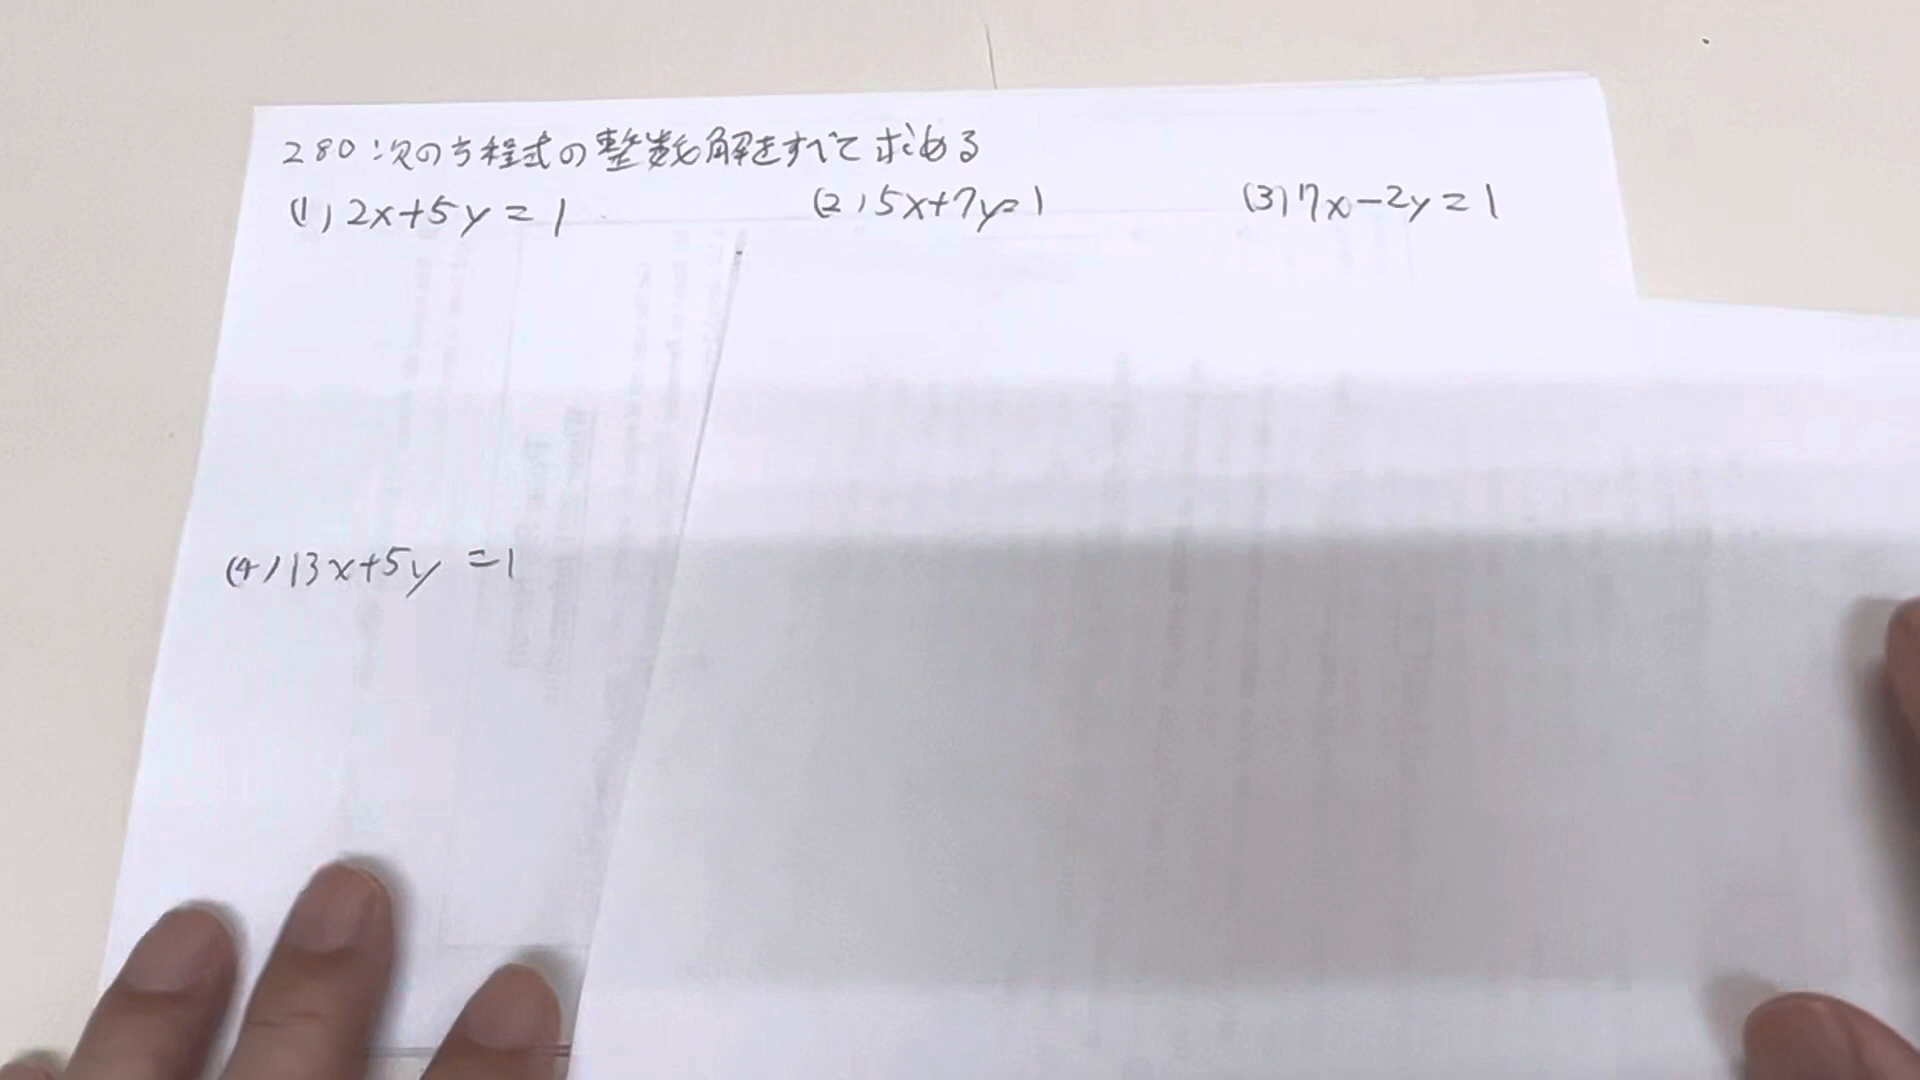 280:次の方程式の整数解をすべて求める
(1) 2x+5y=1 (2) 5x+7y=1 (3) 7x-2y=1
(4) 13x+5y=1